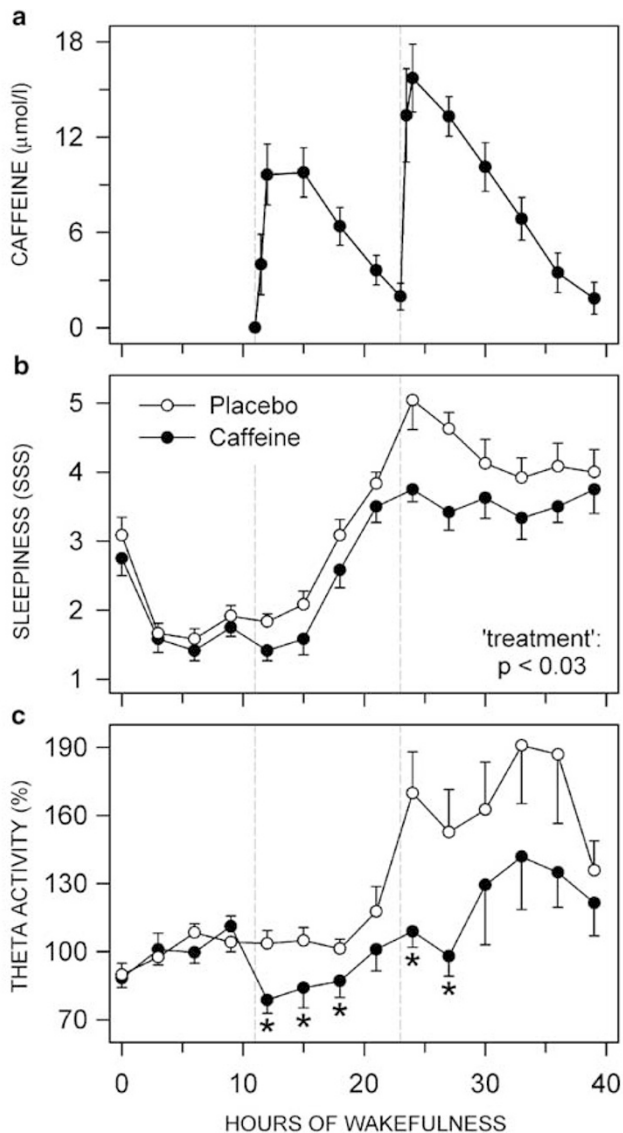 a
CAFFEINE (μmol/l)
18
12
6
0
b
SLEEPINESS (SSS)
5
4
3
2
1
Placebo
Caffeine
'treatment':
p < 0.03
c
THETA ACTIVITY (%)
190
160
130
100
70
* * * * *
0 10 20 30 40
HOURS OF WAKEFULNESS